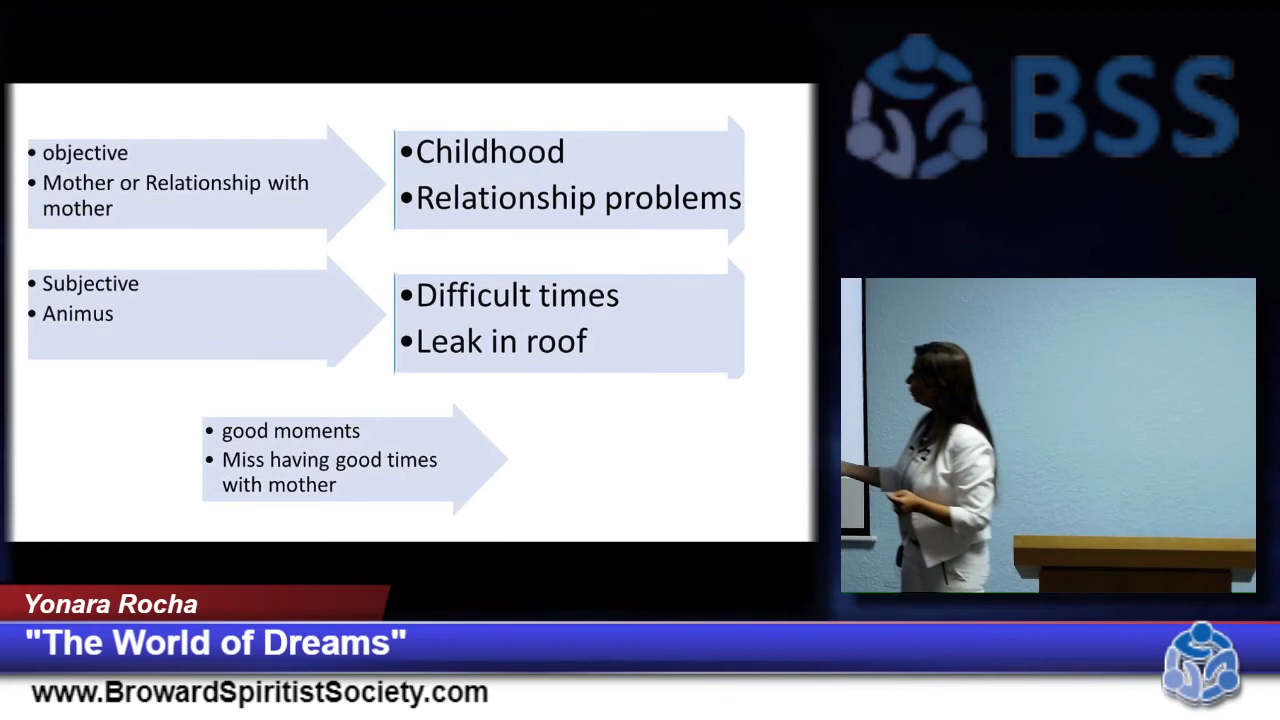 BSS
• objective
• Mother or Relationship with
mother
•Childhood
•Relationship problems
• Subjective
• Animus
•Difficult times
•Leak in roof
• good moments
• Miss having good times
with mother
Yonara Rocha
"The World of Dreams"
www.BrowardSpiritistSociety.com